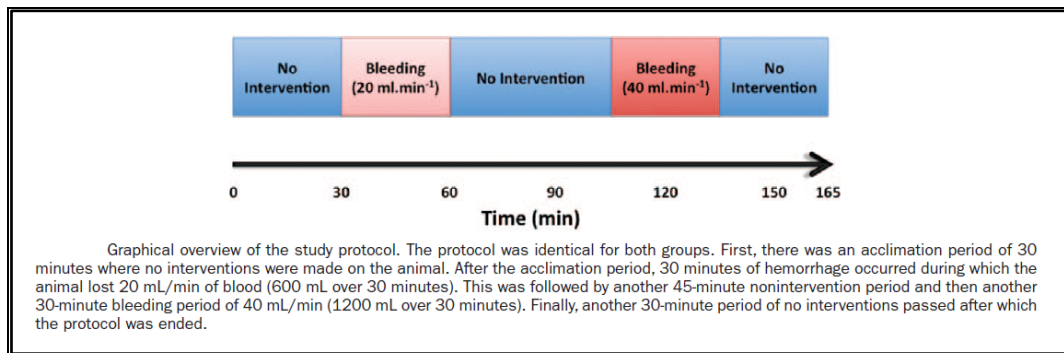 No Intervention
Bleeding (20 ml.min⁻¹)
No Intervention
Bleeding (40 ml.min⁻¹)
No Intervention
0 30 60 90 120 150 165
Time (min)
Graphical overview of the study protocol. The protocol was identical for both groups. First, there was an acclimation period of 30
minutes where no interventions were made on the animal. After the acclimation period, 30 minutes of hemorrhage occurred during which the
animal lost 20 mL/min of blood (600 mL over 30 minutes). This was followed by another 45-minute nonintervention period and then another
30-minute bleeding period of 40 mL/min (1200 mL over 30 minutes). Finally, another 30-minute period of no interventions passed after which
the protocol was ended.